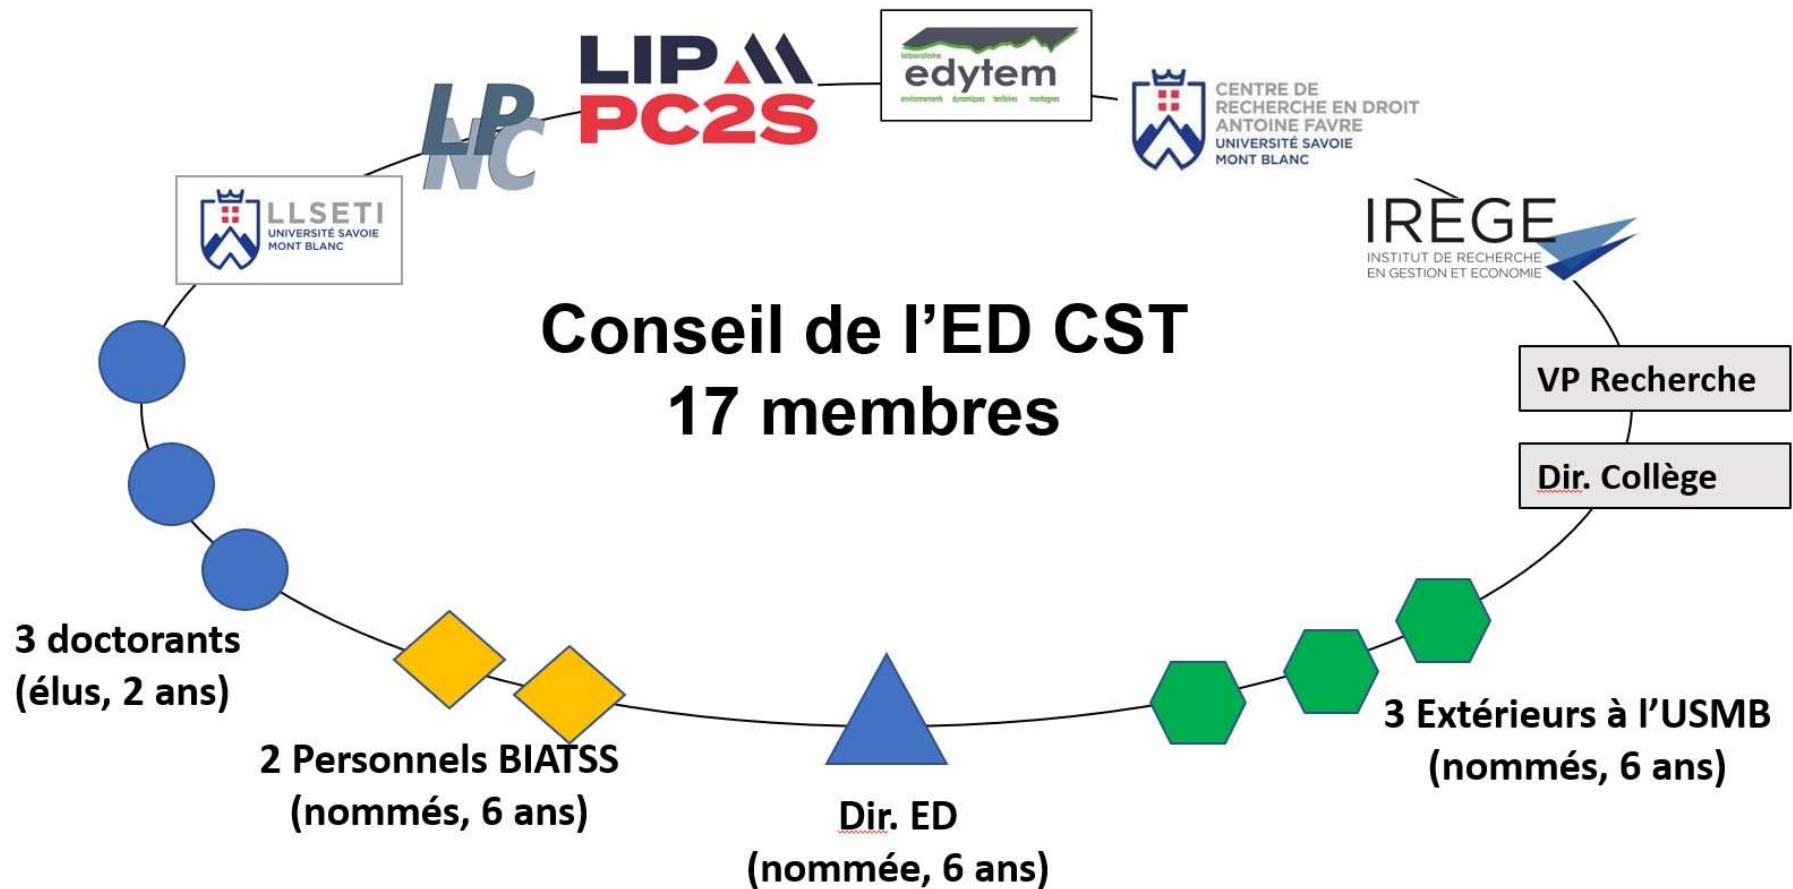 LIP
PC2S
laboratoire
edytem
environnements dynamiques territoires montagnes
LP
NC
CENTRE DE
RECHERCHE EN DROIT
ANTOINE FAVRE
UNIVERSITÉ SAVOIE
MONT BLANC
LLSETI
UNIVERSITÉ SAVOIE
MONT BLANC
IREGE
INSTITUT DE RECHERCHE
EN GESTION ET ECONOMIE
Conseil de l’ED CST
17 membres
VP Recherche
Dir. Collège
3 doctorants
(élus, 2 ans)
2 Personnels BIATSS
(nommés, 6 ans)
Dir. ED
(nommée, 6 ans)
3 Extérieurs à l’USMB
(nommés, 6 ans)